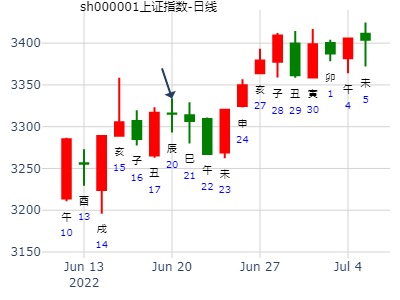 sh000001上证指数-日线
3400
3350
3300
3250
3200
3150
午
10
酉
13
戌
14
亥
15
子
16
丑
17
辰
20
巳
21
午
22
未
23
申
24
亥
27
子
28
丑
29
寅
30
卯
1
午
4
未
5
Jun 13
2022
Jun 20
Jun 27
Jul 4